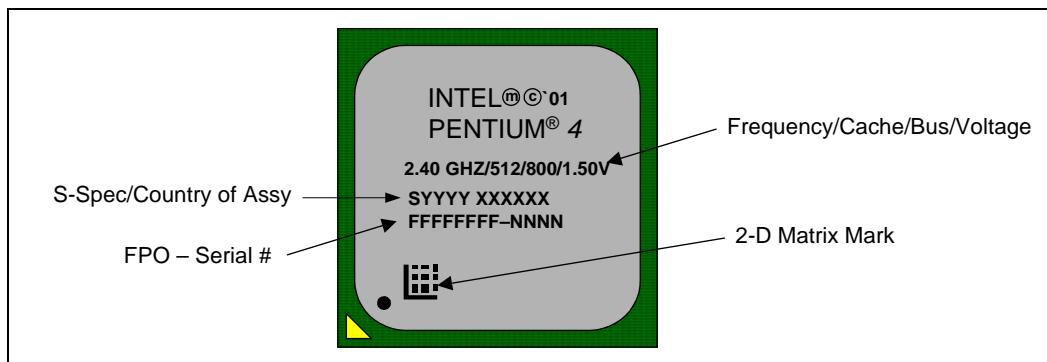 INTELⓜⓒ`01
PENTIUM® 4
Frequency/Cache/Bus/Voltage
2.40 GHZ/512/800/1.50V
S-Spec/Country of Assy
SYYYY XXXXXX
FFFFFFFF–NNNN
FPO – Serial #
2-D Matrix Mark